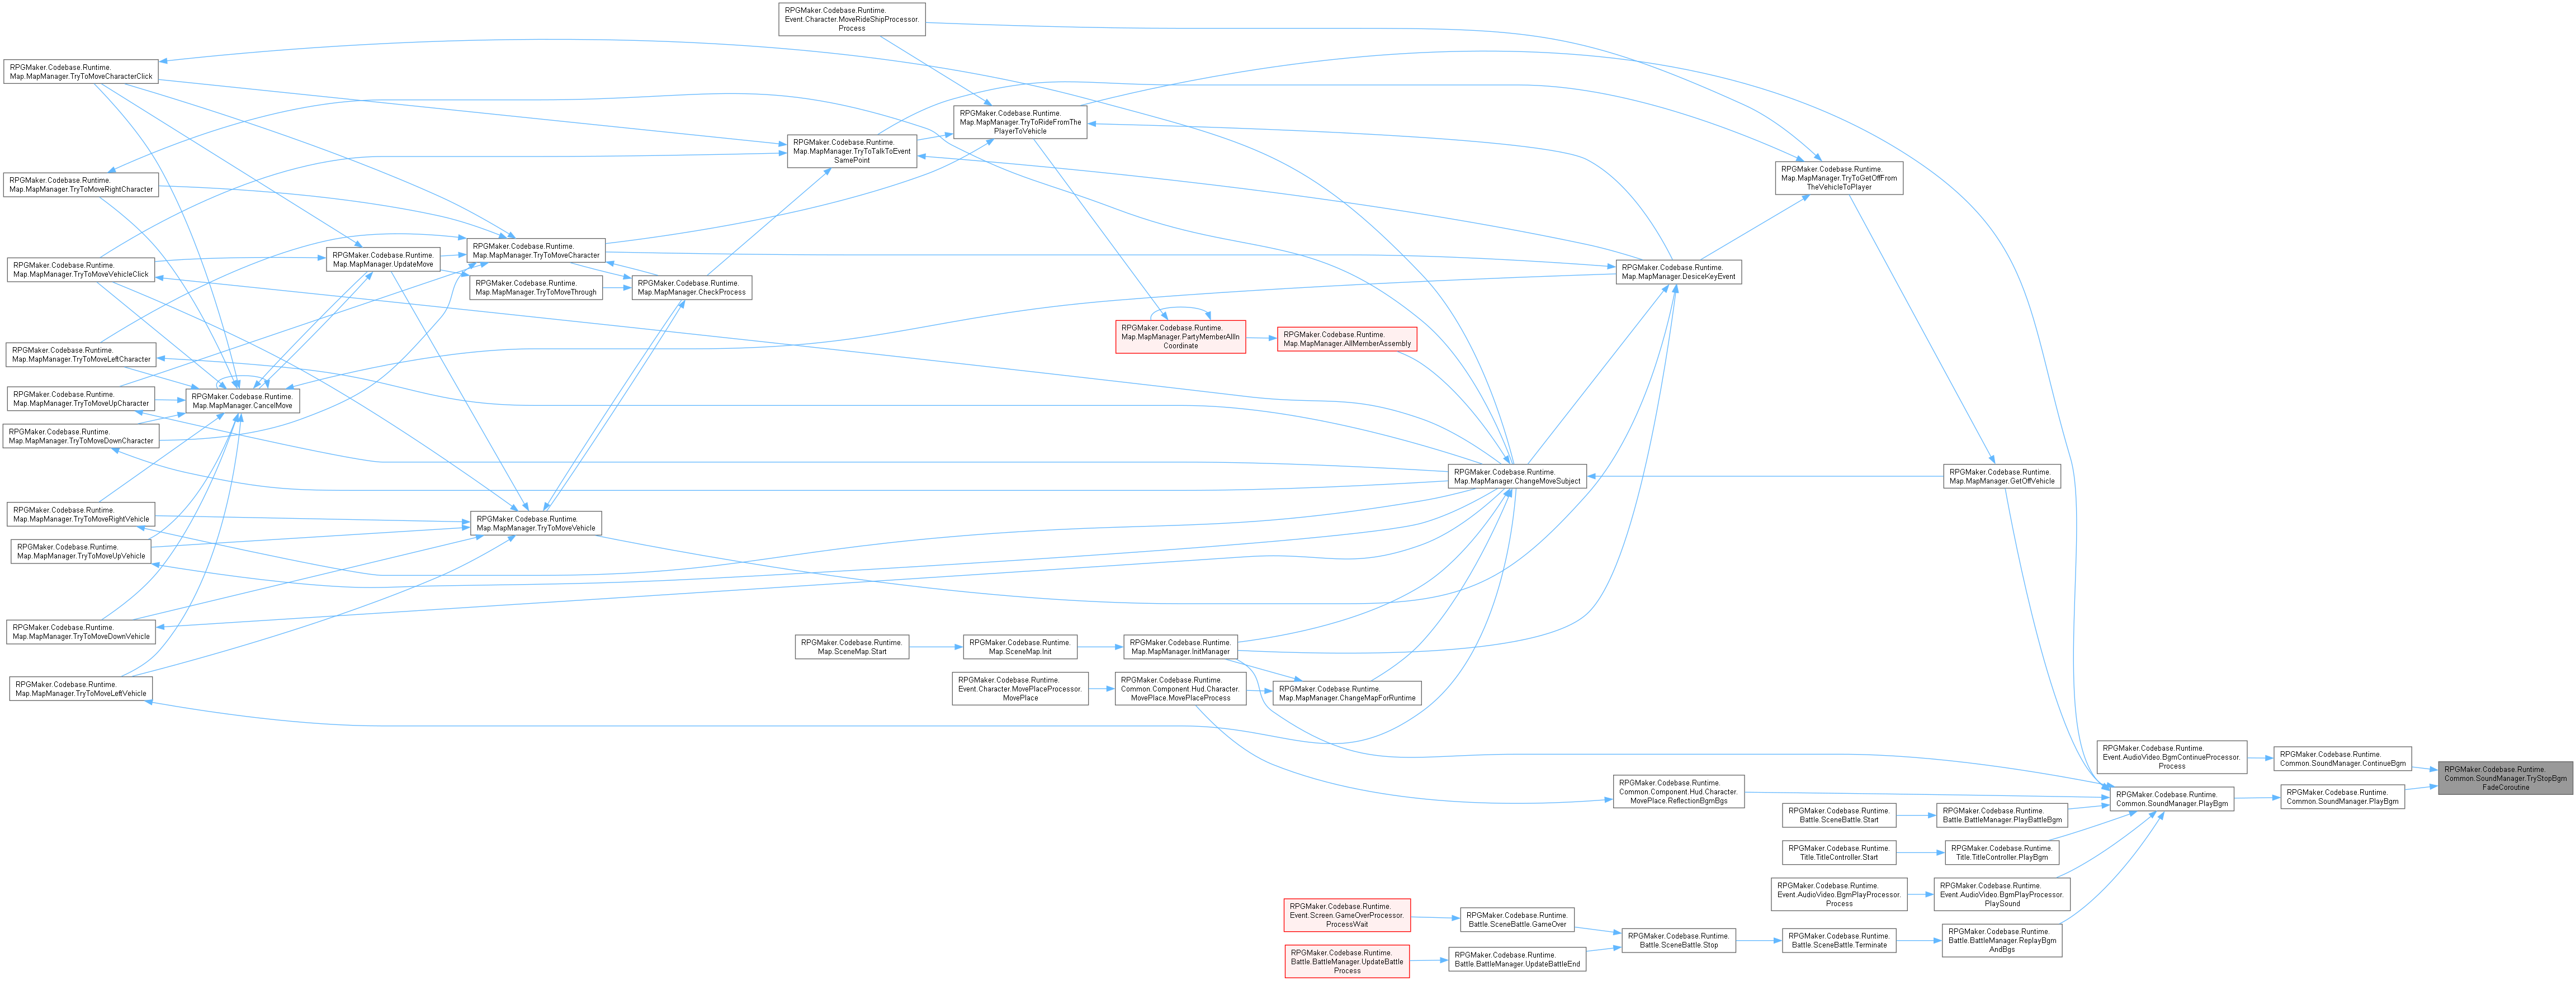 RPGMaker.Codebase.Runtime.
Event.Character.MoveRideShipProcessor.
Process
RPGMaker.Codebase.Runtime.
Map.MapManager.TryToMoveCharacterClick
RPGMaker.Codebase.Runtime.
Map.MapManager.TryToRideFromThe
PlayerToVehicle
RPGMaker.Codebase.Runtime.
Map.MapManager.TryToTalkToEvent
SamePoint
RPGMaker.Codebase.Runtime.
Map.MapManager.TryToGetOffFrom
TheVehicleToPlayer
RPGMaker.Codebase.Runtime.
Map.MapManager.TryToMoveRightCharacter
RPGMaker.Codebase.Runtime.
Map.MapManager.TryToMoveCharacter
RPGMaker.Codebase.Runtime.
Map.MapManager.UpdateMove
RPGMaker.Codebase.Runtime.
Map.MapManager.TryToMoveVehicleClick
RPGMaker.Codebase.Runtime.
Map.MapManager.DesiceKeyEvent
RPGMaker.Codebase.Runtime.
Map.MapManager.TryToMoveThrough
RPGMaker.Codebase.Runtime.
Map.MapManager.CheckProcess
RPGMaker.Codebase.Runtime.
Map.MapManager.PartyMemberAllIn
Coordinate
RPGMaker.Codebase.Runtime.
Map.MapManager.AllMemberAssembly
RPGMaker.Codebase.Runtime.
Map.MapManager.TryToMoveLeftCharacter
RPGMaker.Codebase.Runtime.
Map.MapManager.TryToMoveUpCharacter
RPGMaker.Codebase.Runtime.
Map.MapManager.CancelMove
RPGMaker.Codebase.Runtime.
Map.MapManager.TryToMoveDownCharacter
RPGMaker.Codebase.Runtime.
Map.MapManager.ChangeMoveSubject
RPGMaker.Codebase.Runtime.
Map.MapManager.GetOffVehicle
RPGMaker.Codebase.Runtime.
Map.MapManager.TryToMoveRightVehicle
RPGMaker.Codebase.Runtime.
Map.MapManager.TryToMoveVehicle
RPGMaker.Codebase.Runtime.
Map.MapManager.TryToMoveUpVehicle
RPGMaker.Codebase.Runtime.
Map.MapManager.TryToMoveDownVehicle
RPGMaker.Codebase.Runtime.
Map.SceneMap.Start
RPGMaker.Codebase.Runtime.
Map.SceneMap.Init
RPGMaker.Codebase.Runtime.
Map.MapManager.InitManager
RPGMaker.Codebase.Runtime.
Map.MapManager.TryToMoveLeftVehicle
RPGMaker.Codebase.Runtime.
Event.Character.MovePlaceProcessor.
MovePlace
RPGMaker.Codebase.Runtime.
Common.Component.Hud.Character.
MovePlace.MovePlaceProcess
RPGMaker.Codebase.Runtime.
Map.MapManager.ChangeMapForRuntime
RPGMaker.Codebase.Runtime.
Event.AudioVideo.BgmContinueProcessor.
Process
RPGMaker.Codebase.Runtime.
Common.SoundManager.ContinueBgm
RPGMaker.Codebase.Runtime.
Common.SoundManager.TryStopBgm
FadeCoroutine
RPGMaker.Codebase.Runtime.
Common.Component.Hud.Character.
MovePlace.ReflectionBgmBgs
RPGMaker.Codebase.Runtime.
Common.SoundManager.PlayBgm
RPGMaker.Codebase.Runtime.
Common.SoundManager.PlayBgm
RPGMaker.Codebase.Runtime.
Battle.SceneBattle.Start
RPGMaker.Codebase.Runtime.
Battle.BattleManager.PlayBattleBgm
RPGMaker.Codebase.Runtime.
Title.TitleController.Start
RPGMaker.Codebase.Runtime.
Title.TitleController.PlayBgm
RPGMaker.Codebase.Runtime.
Event.AudioVideo.BgmPlayProcessor.
Process
RPGMaker.Codebase.Runtime.
Event.AudioVideo.BgmPlayProcessor.
PlaySound
RPGMaker.Codebase.Runtime.
Event.Screen.GameOverProcessor.
ProcessWait
RPGMaker.Codebase.Runtime.
Battle.SceneBattle.GameOver
RPGMaker.Codebase.Runtime.
Battle.SceneBattle.Stop
RPGMaker.Codebase.Runtime.
Battle.SceneBattle.Terminate
RPGMaker.Codebase.Runtime.
Battle.BattleManager.ReplayBgm
AndBgs
RPGMaker.Codebase.Runtime.
Battle.BattleManager.UpdateBattle
Process
RPGMaker.Codebase.Runtime.
Battle.BattleManager.UpdateBattleEnd